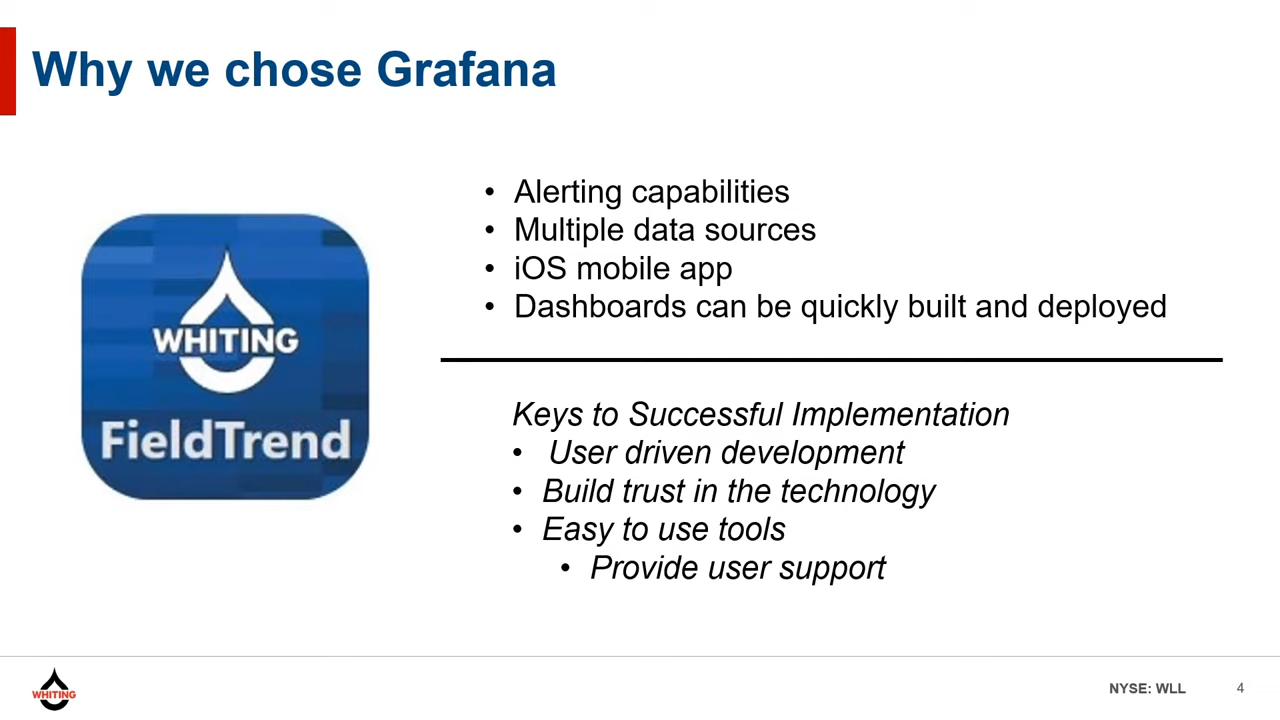 Why we chose Grafana
WHITING
FieldTrend
• Alerting capabilities
• Multiple data sources
• iOS mobile app
• Dashboards can be quickly built and deployed
Keys to Successful Implementation
• User driven development
• Build trust in the technology
• Easy to use tools
• Provide user support
WHITING
NYSE: WLL
4